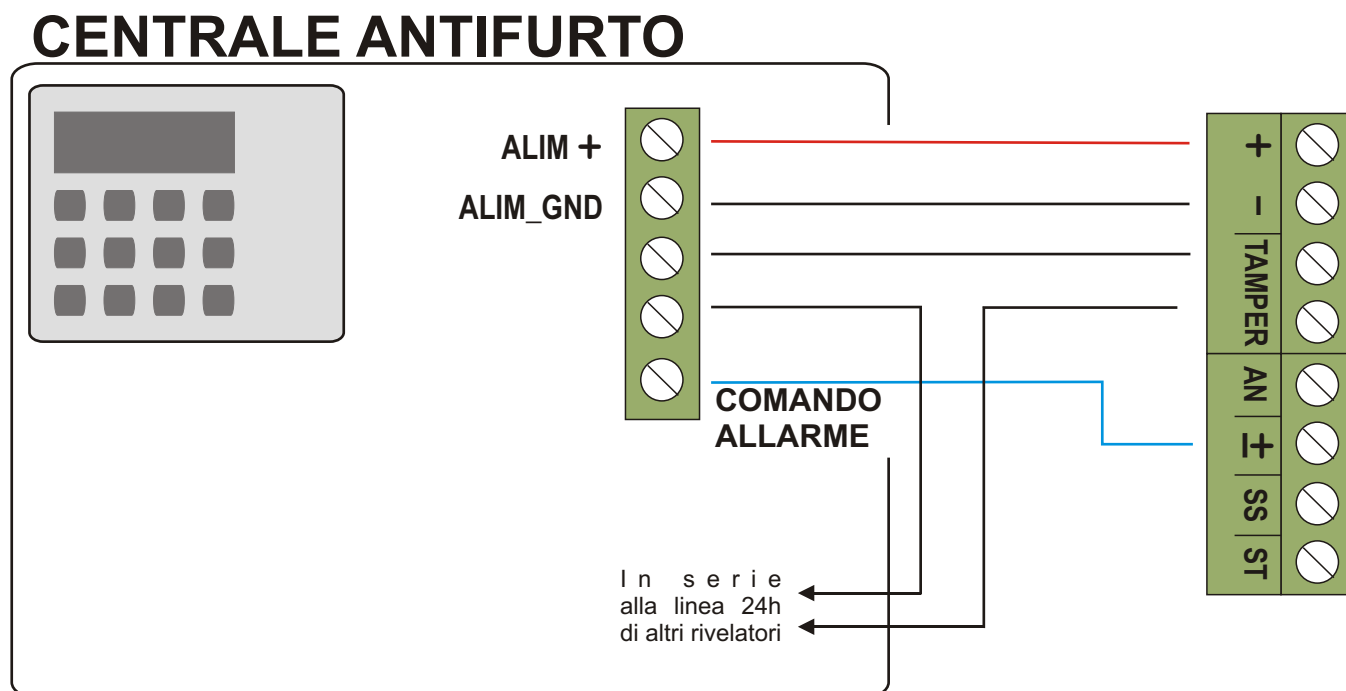 CENTRALE ANTIFURTO
ALIM +
ALIM_GND
COMANDO
ALLARME
In serie
alla linea 24h
di altri rivelatori
+
-
TAMPER
AN
±
SS
ST